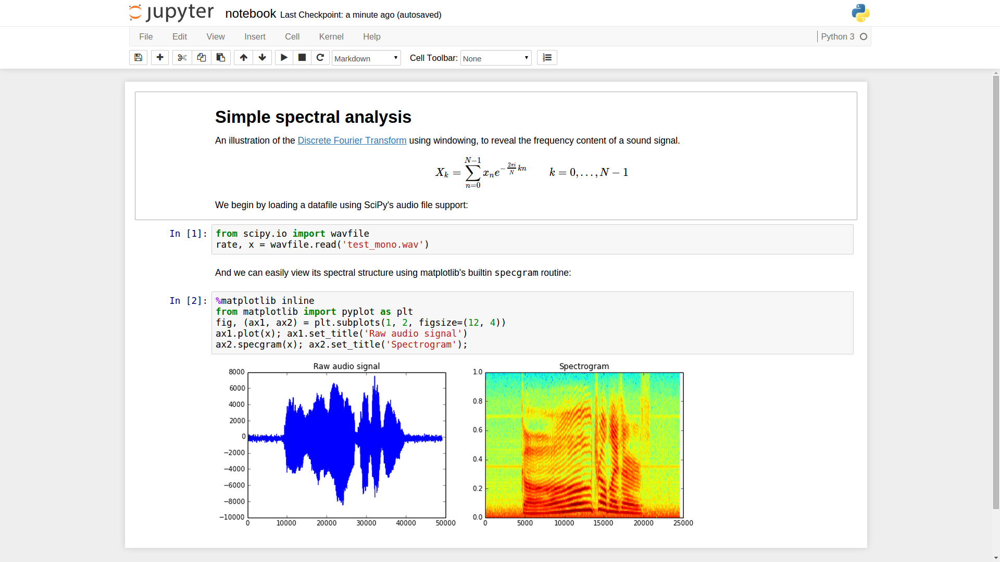 jupyter notebook Last Checkpoint: a minute ago (autosaved)
File Edit View Insert Cell Kernel Help Python 3
Markdown Cell Toolbar: None
Simple spectral analysis
An illustration of the Discrete Fourier Transform using windowing, to reveal the frequency content of a sound signal.
X_k = \sum_{n=0}^{N-1} x_n e^{-\frac{2πi}{N} kn} k = 0, . . . , N − 1
We begin by loading a datafile using SciPy's audio file support:
In [1]: from scipy.io import wavfile
rate, x = wavfile.read('test_mono.wav')
And we can easily view its spectral structure using matplotlib's builtin specgram routine:
In [2]: %matplotlib inline
from matplotlib import pyplot as plt
fig, (ax1, ax2) = plt.subplots(1, 2, figsize=(12, 4))
ax1.plot(x); ax1.set_title('Raw audio signal')
ax2.specgram(x); ax2.set_title('Spectrogram');
Raw audio signal
8000
6000
4000
2000
0
−2000
−4000
−6000
−8000
−10000
0 10000 20000 30000 40000 50000
Spectrogram
1.0
0.8
0.6
0.4
0.2
0.0
0 5000 10000 15000 20000 25000